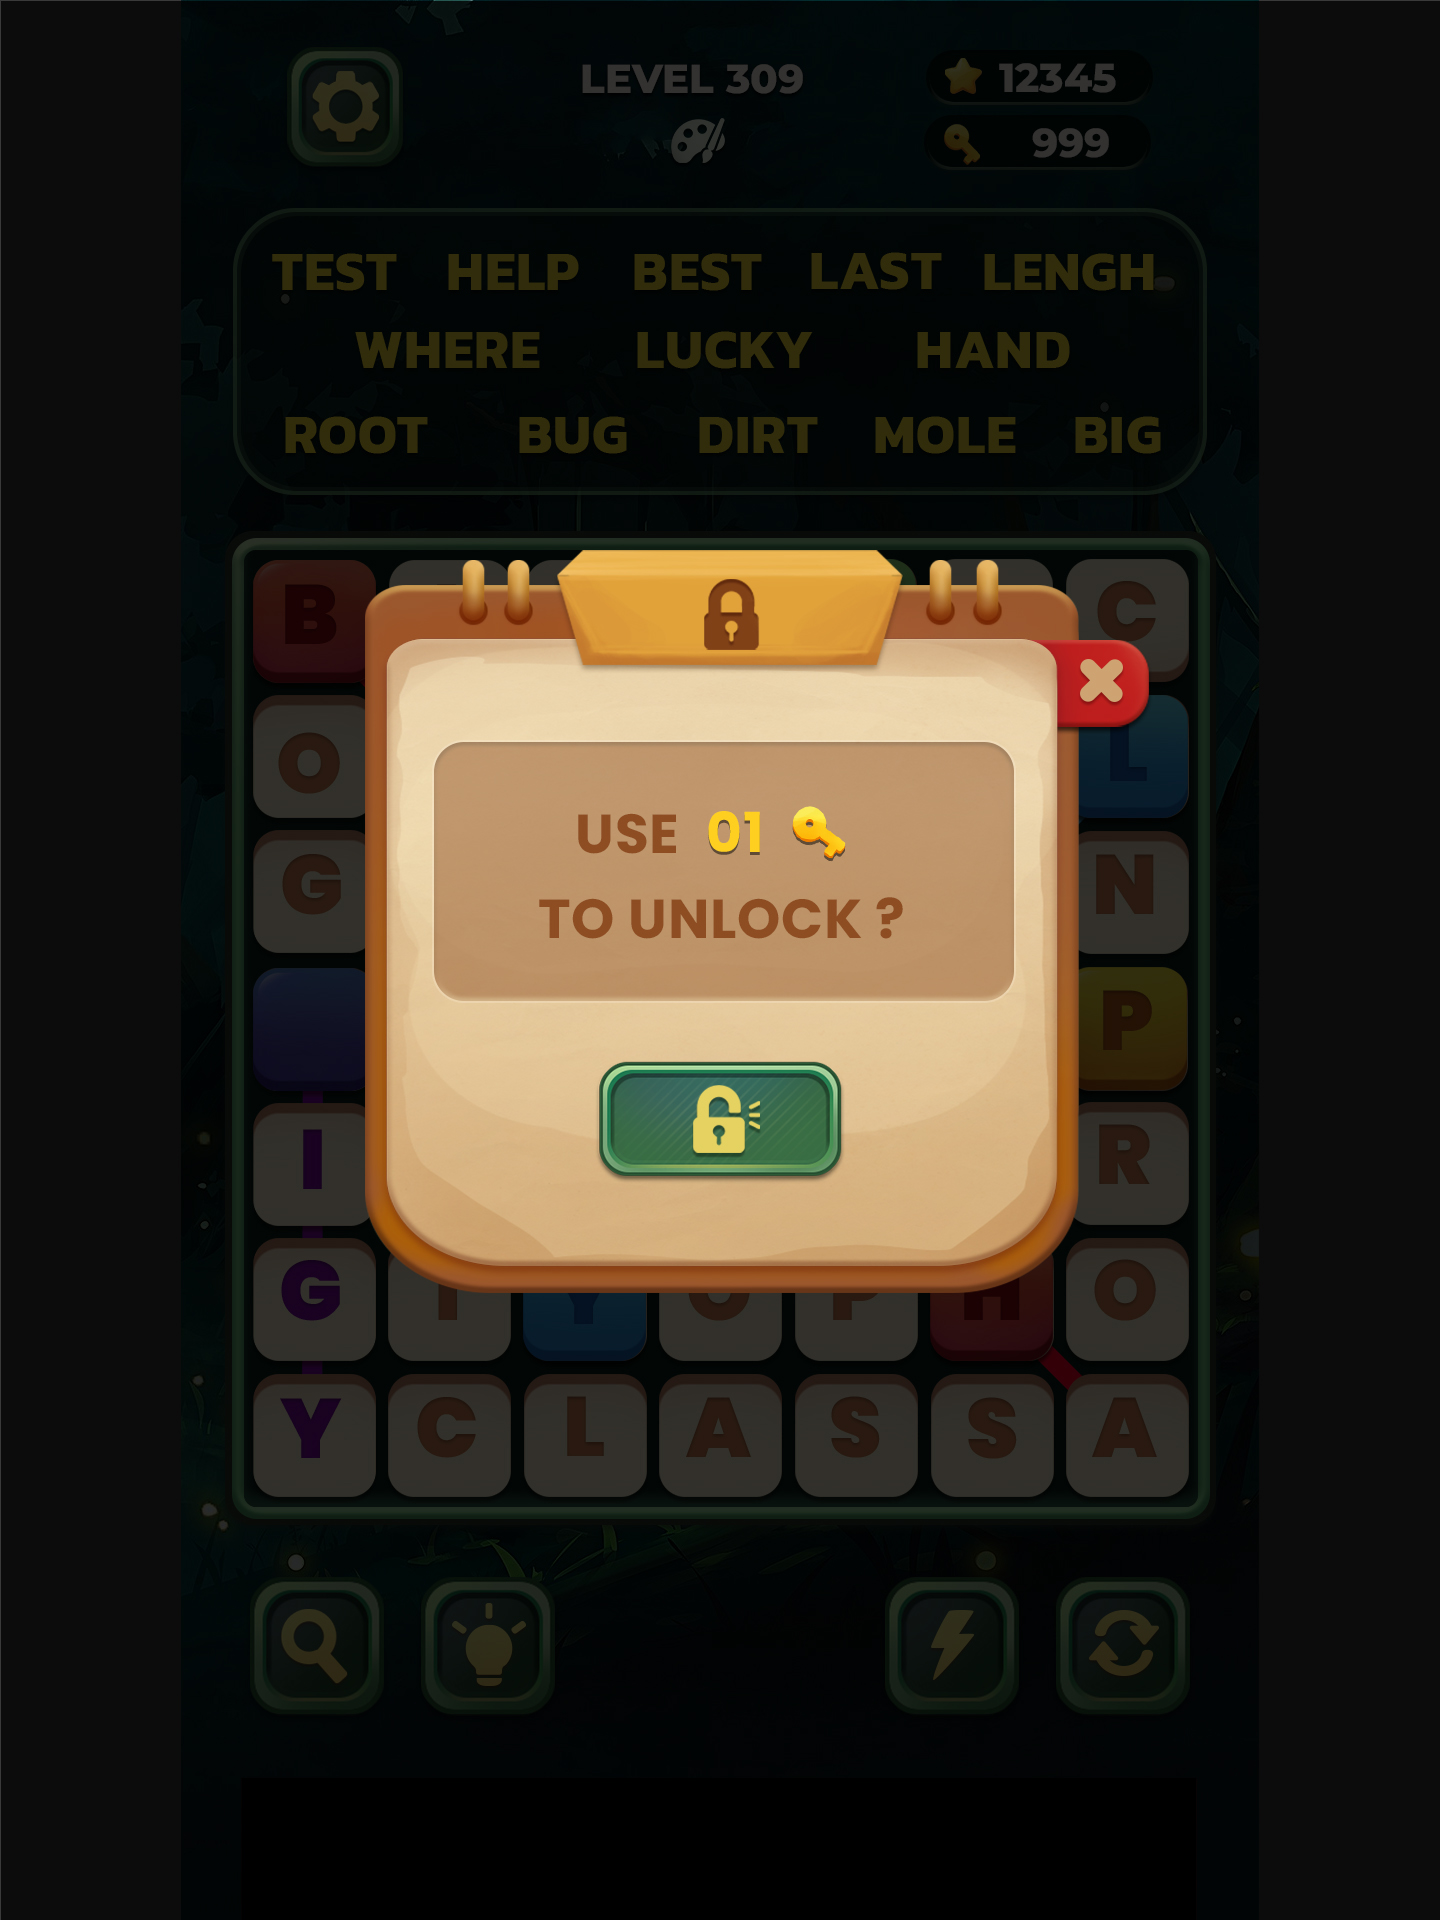 LEVEL 309
12345
999
TEST HELP BEST LAST LENGH
WHERE LUCKY HAND
ROOT BUG DIRT MOLE BIG
B C
O L
G N
P
I R
G Y O P H O
Y C L A S S A
USE 01
TO UNLOCK ?